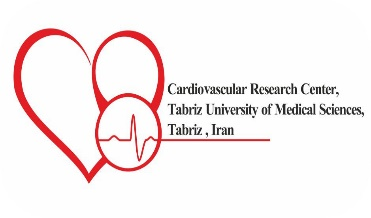 Cardiovascular Research Center,
Tabriz University of Medical Sciences,
Tabriz , Iran